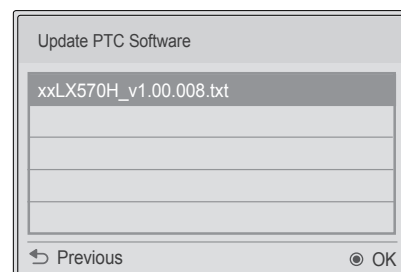 Update PTC Software
xxLX570H_v1.00.008.txt
Previous
OK